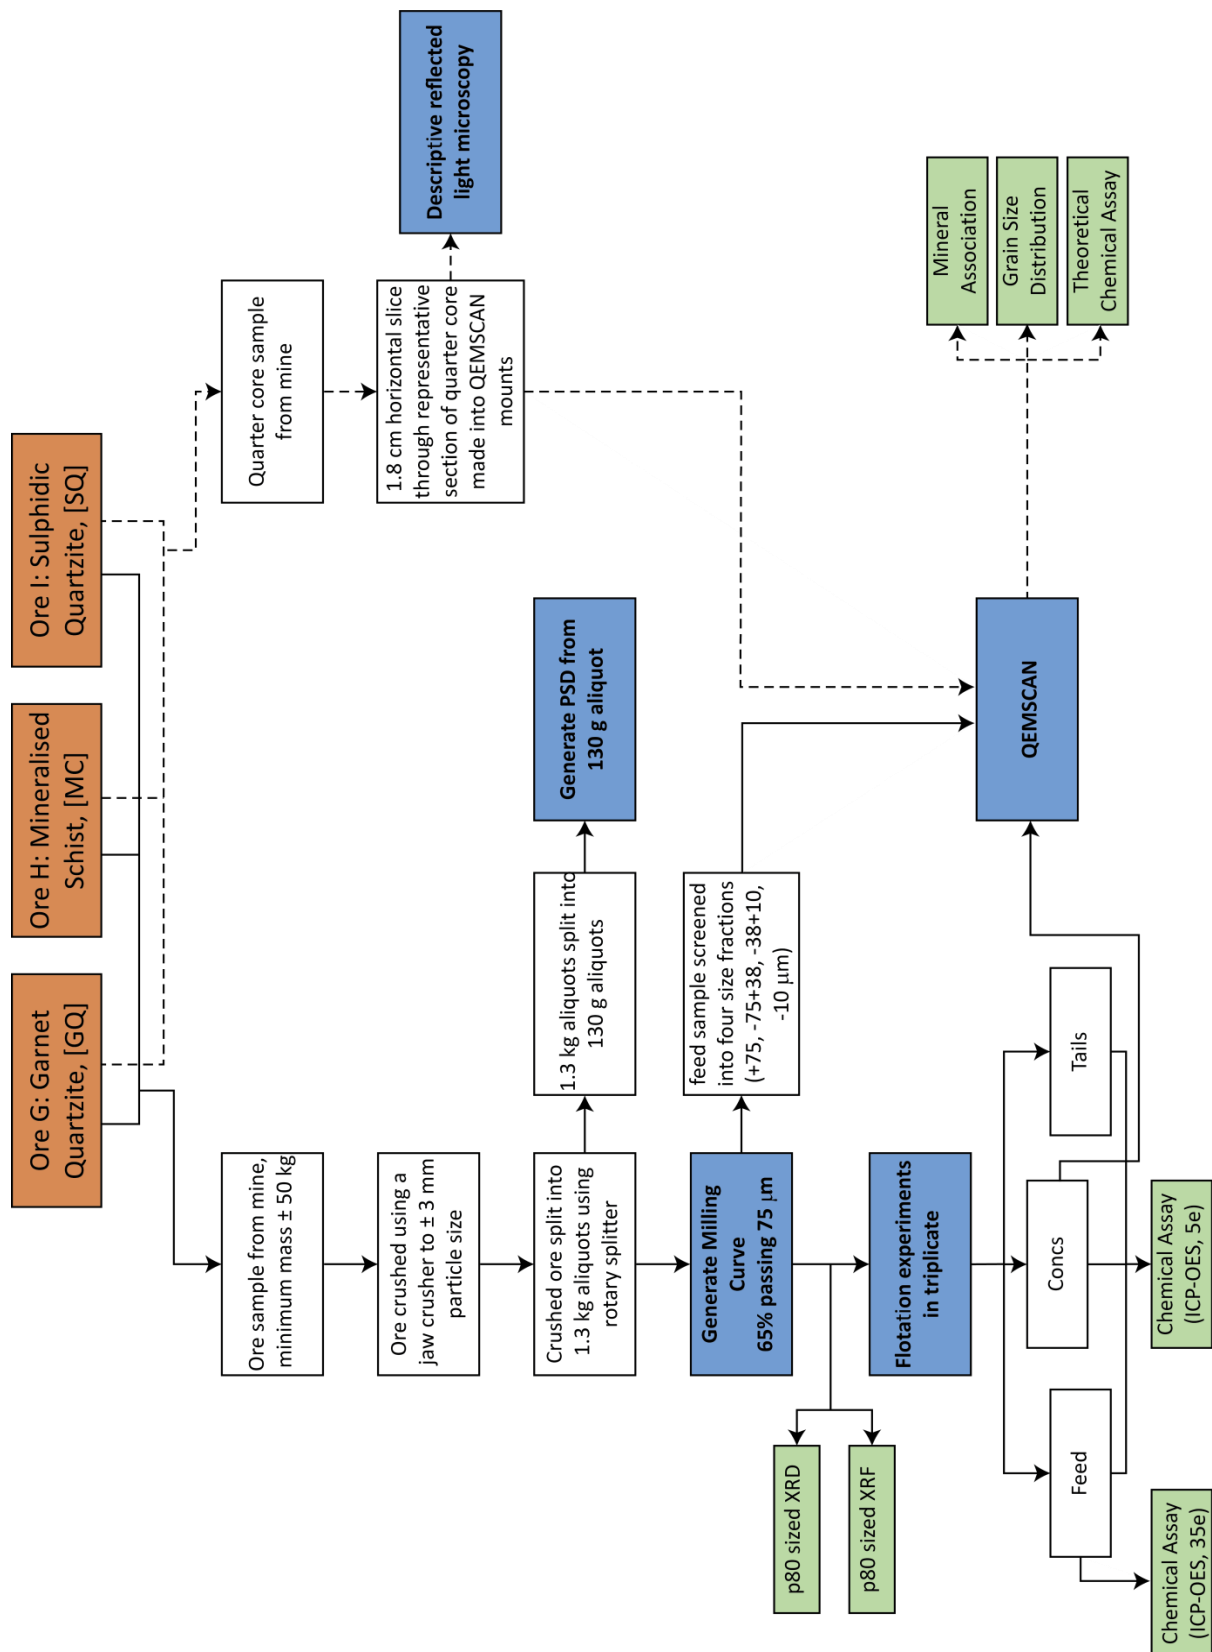 Ore G: Garnet
Quartzite, [GQ]
Ore H: Mineralised
Schist, [MC]
Ore I: Sulphidic
Quartzite, [SQ]
Ore sample from mine,
minimum mass ± 50 kg
Quarter core sample
from mine
Ore crushed using a
jaw crusher to ± 3 mm
particle size
1.8 cm horizontal slice
through representative
section of quarter core
made into QEMSCAN
mounts
Descriptive reflected
light microscopy
Crushed ore split into
1.3 kg aliquots using
rotary splitter
1.3 kg aliquots split into
130 g aliquots
Generate PSD from
130 g aliquot
Generate Milling
Curve
65% passing 75 µm
feed sample screened
into four size fractions
(+75, -75+38, -38+10,
-10 µm)
p80 sized XRD
p80 sized XRF
Flotation experiments
in triplicate
QEMSCAN
Mineral
Association
Grain Size
Distribution
Theoretical
Chemical Assay
Feed
Concs
Tails
Chemical Assay
(ICP-OES, 35e)
Chemical Assay
(ICP-OES, 5e)